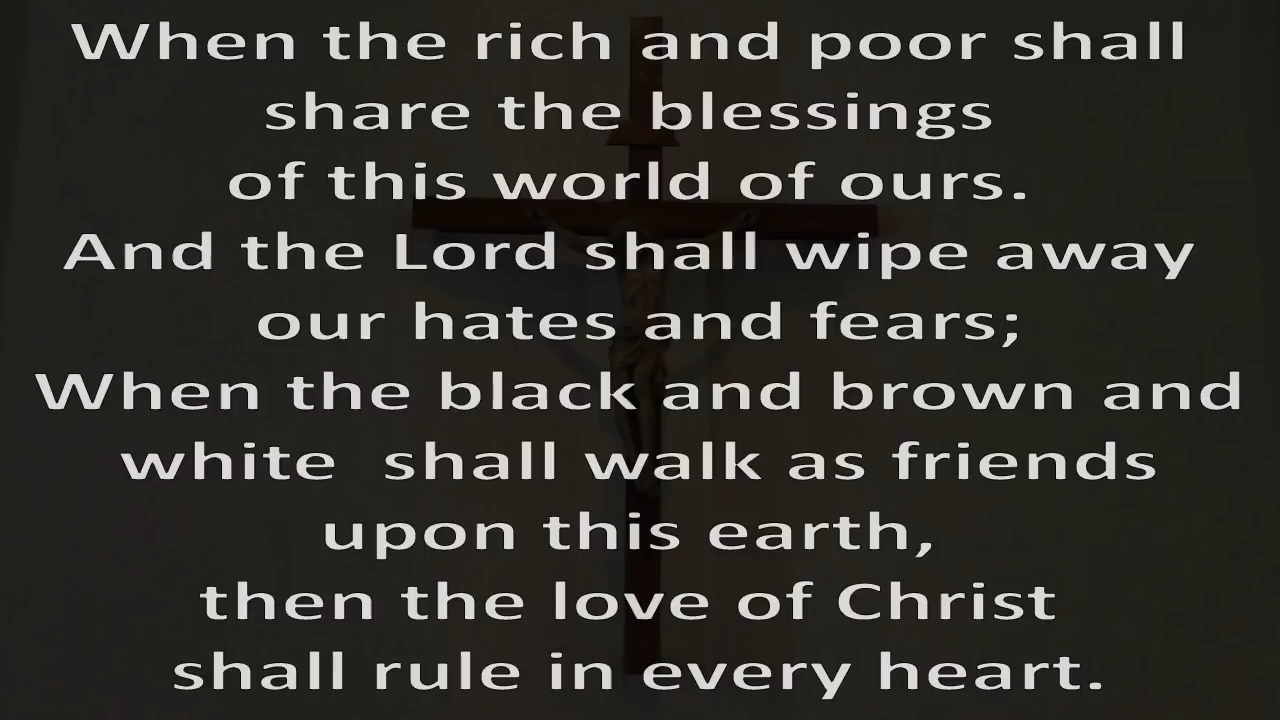 When the rich and poor shall
share the blessings
of this world of ours.
And the Lord shall wipe away
our hates and fears;
When the black and brown and
white  shall walk as friends
upon this earth,
then the love of Christ
shall rule in every heart.